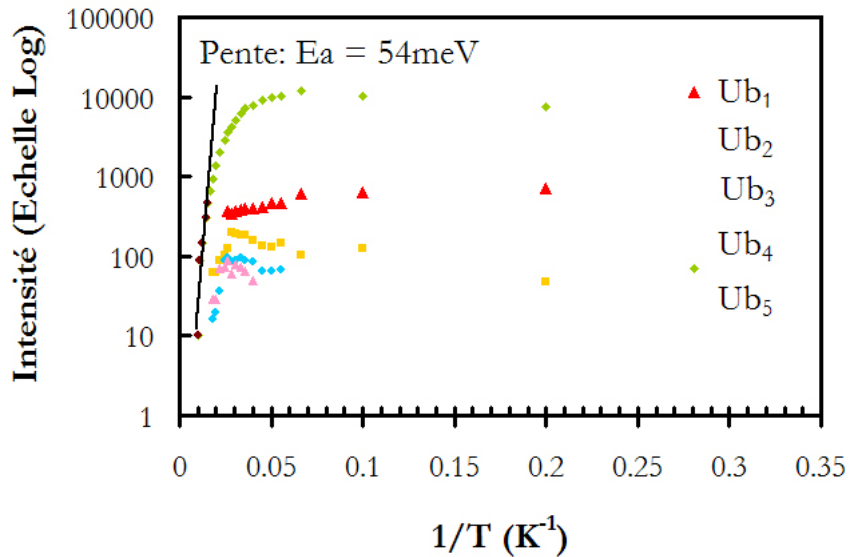 100000
10000
1000
100
10
1
Intensité (Echelle Log)
Pente: Ea = 54meV
Ub₁
Ub₂
Ub₃
Ub₄
Ub₅
0 0.05 0.1 0.15 0.2 0.25 0.3 0.35
1/T (K⁻¹)